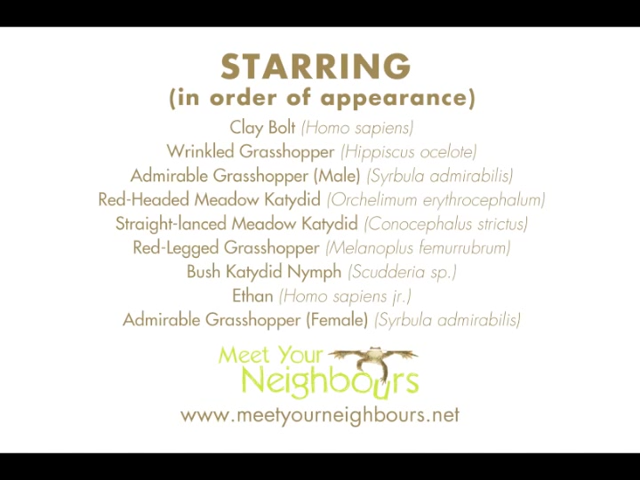 STARRING
(in order of appearance)
Clay Bolt (Homo sapiens)
Wrinkled Grasshopper (Hippiscus ocelote)
Admirable Grasshopper (Male) (Syrbula admirabilis)
Red-Headed Meadow Katydid (Orchelimum erythrocephalum)
Straight-lanced Meadow Katydid (Conocephalus strictus)
Red-Legged Grasshopper (Melanoplus femurrubrum)
Bush Katydid Nymph (Scudderia sp.)
Ethan (Homo sapiens jr.)
Admirable Grasshopper (Female) (Syrbula admirabilis)
Meet Your
Neighbours
www.meetyourneighbours.net